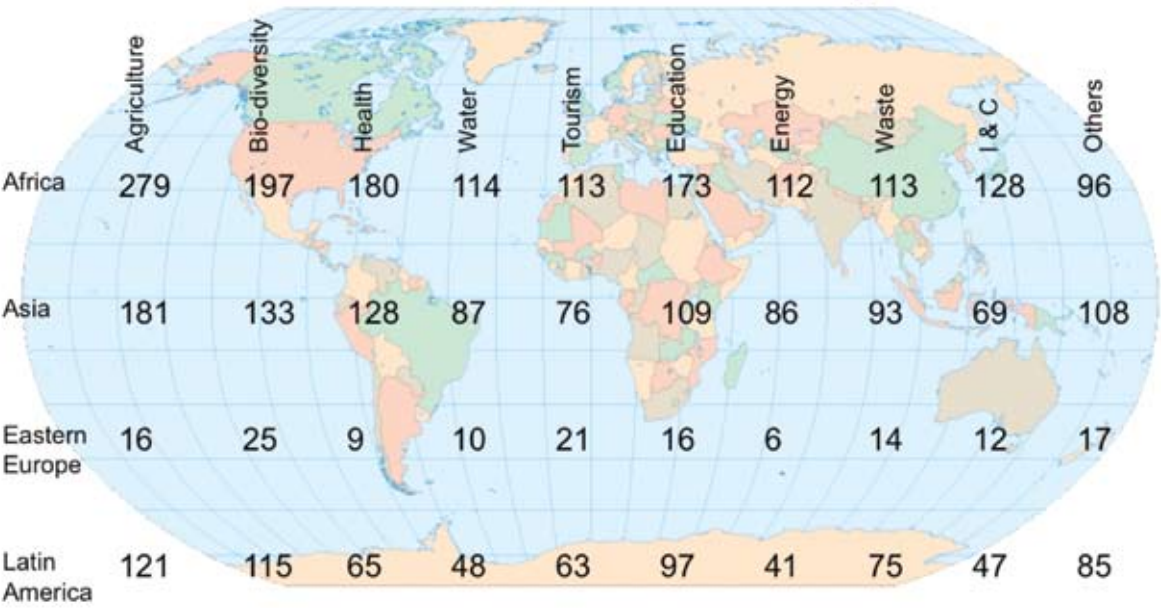 Agriculture Bio-diversity Health Water Tourism Education Energy Waste I & C Others
Africa 279 197 180 114 113 173 112 113 128 96
Asia 181 133 128 87 76 109 86 93 69 108
Eastern Europe 16 25 9 10 21 16 6 14 12 17
Latin America 121 115 65 48 63 97 41 75 47 85